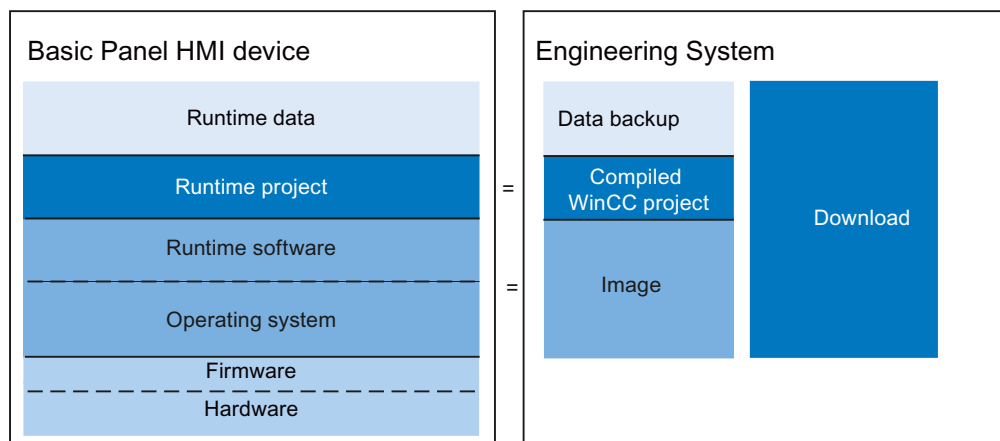 Basic Panel HMI device
Runtime data
Runtime project
Runtime software
Operating system
Firmware
Hardware
=
=
Engineering System
Data backup
Compiled
WinCC project
Image
Download